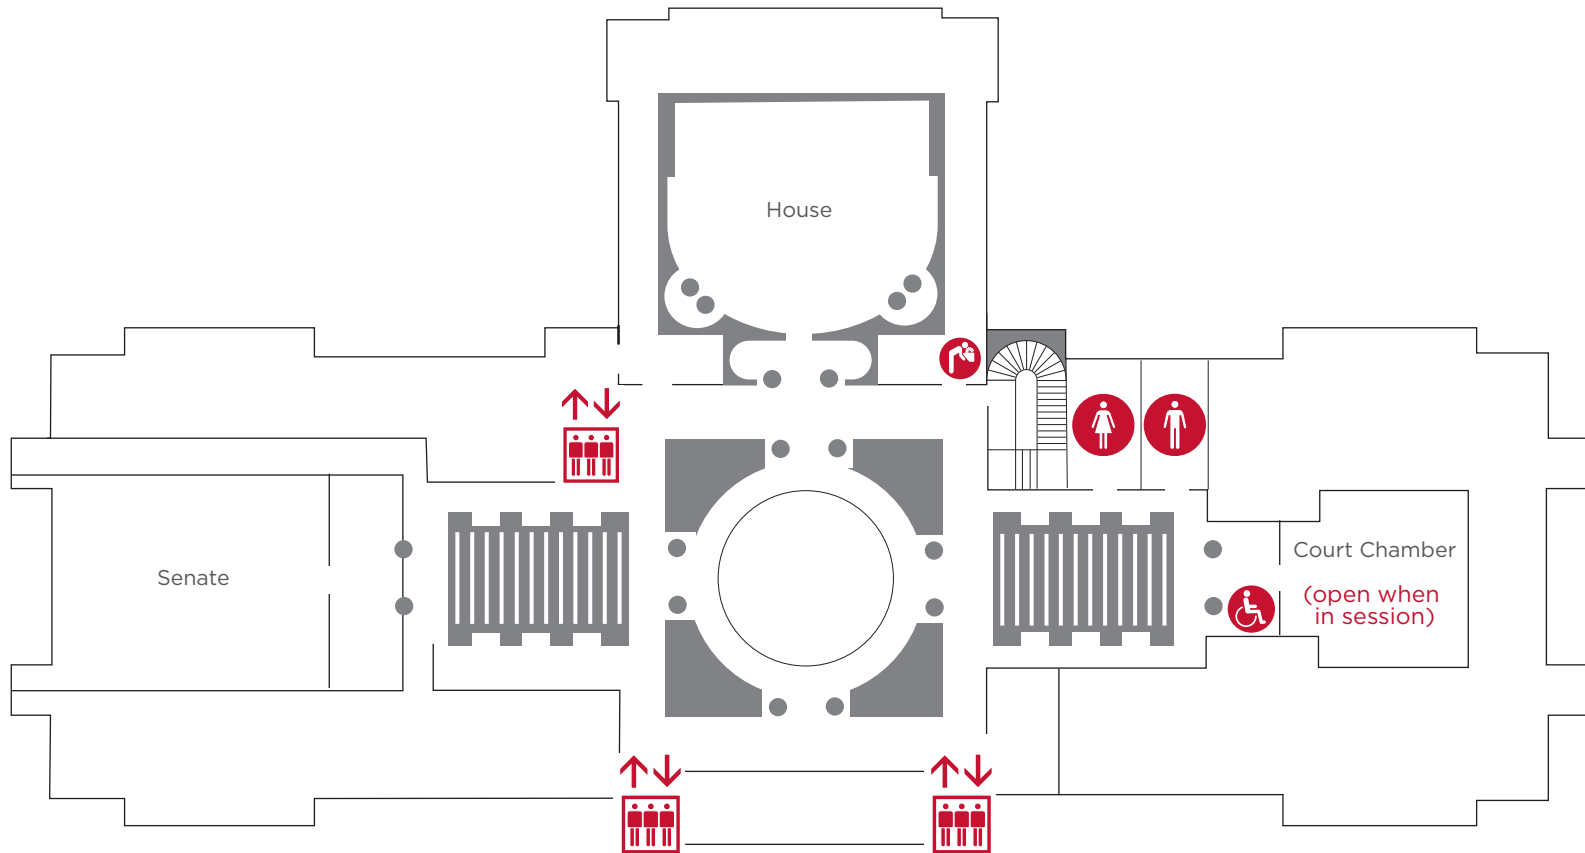 House
Senate
Court Chamber
(open when
in session)